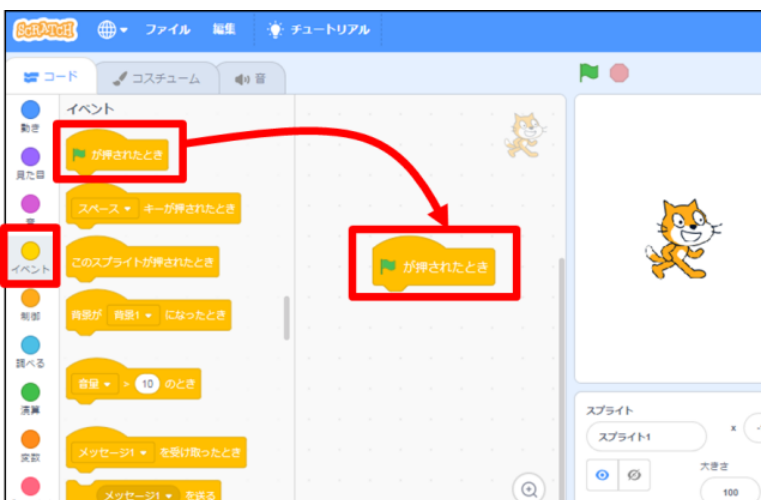 SCRATCH ファイル 編集 チュートリアル
コード コスチューム 音
イベント
動き
見た目
音
イベント
制御
調べる
演算
変数
が押されたとき
スペース キーが押されたとき
このスプライトが押されたとき
背景が 背景1 になったとき
音量 > 10 のとき
メッセージ1 を受け取ったとき
メッセージ1 を送る
が押されたとき
スプライト
スプライト1 x
大きさ
100